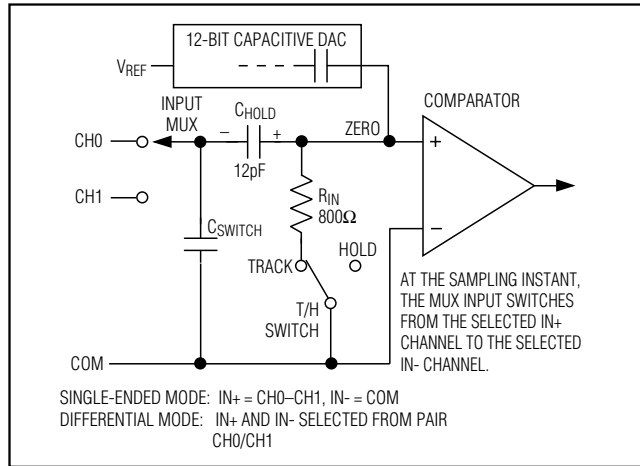 12-BIT CAPACITIVE DAC
VREF
COMPARATOR
INPUT
MUX
CHOLD
ZERO
– +
+
CH0
12pF
RIN
800Ω
CH1
CSWITCH
–
HOLD
TRACK
AT THE SAMPLING INSTANT,
THE MUX INPUT SWITCHES
FROM THE SELECTED IN+
CHANNEL TO THE SELECTED
IN- CHANNEL.
T/H
SWITCH
COM
SINGLE-ENDED MODE: IN+ = CH0–CH1, IN- = COM
DIFFERENTIAL MODE: IN+ AND IN- SELECTED FROM PAIR
CH0/CH1